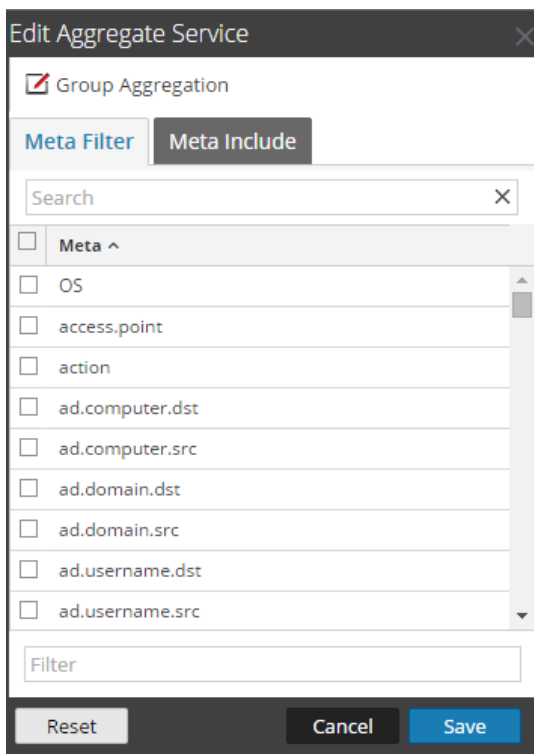 Edit Aggregate Service
Group Aggregation
Meta Filter Meta Include
Search
Meta
OS
access.point
action
ad.computer.dst
ad.computer.src
ad.domain.dst
ad.domain.src
ad.username.dst
ad.username.src
Filter
Reset Cancel Save